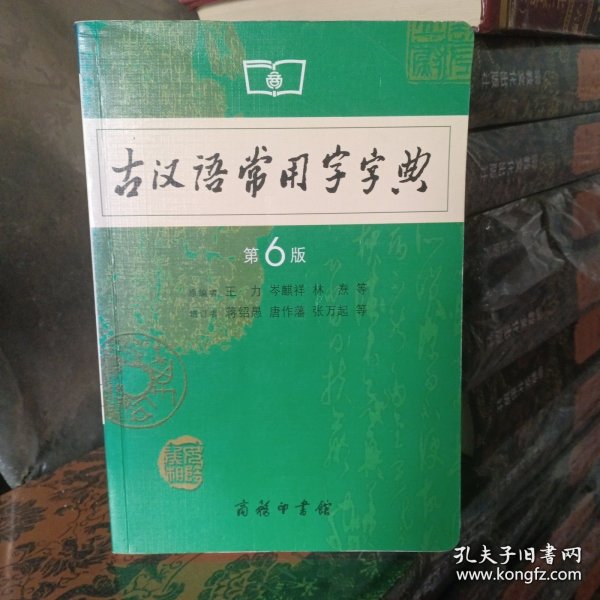 古汉语常用字字典
第6版
原编者 王力 岑麒祥 林焘 等
增订者 蒋绍愚 唐作藩 张万起 等
商务印书馆
孔夫子旧书网
www.kongfz.com